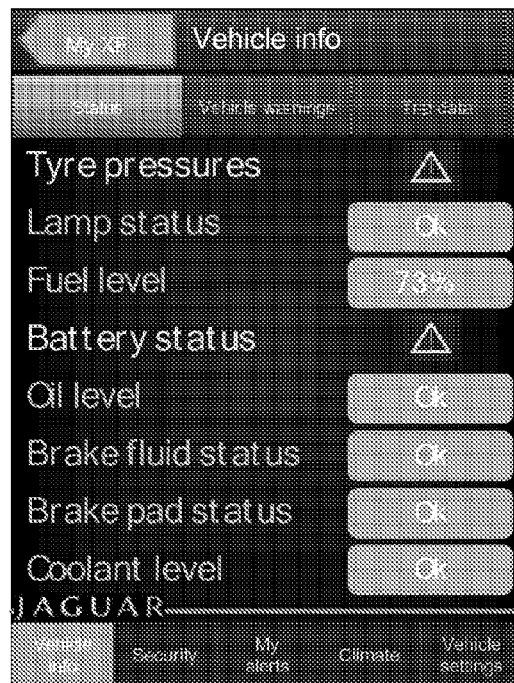 My XF
Vehicle info
Status Vehicle warnings Trip data
Tyre pressures
Lamp status Ok
Fuel level 73%
Battery status
Oil level Ok
Brake fluid status Ok
Brake pad status Ok
Coolant level Ok
JAGUAR
Vehicle info
Security
My alerts
Climate
Vehicle settings